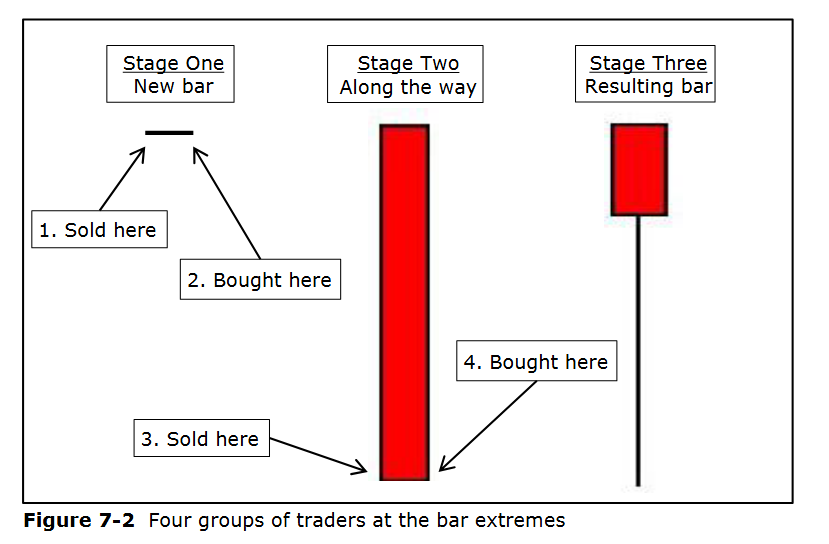 Stage One
New bar
Stage Two
Along the way
Stage Three
Resulting bar
1. Sold here
2. Bought here
3. Sold here
4. Bought here
Figure 7-2 Four groups of traders at the bar extremes